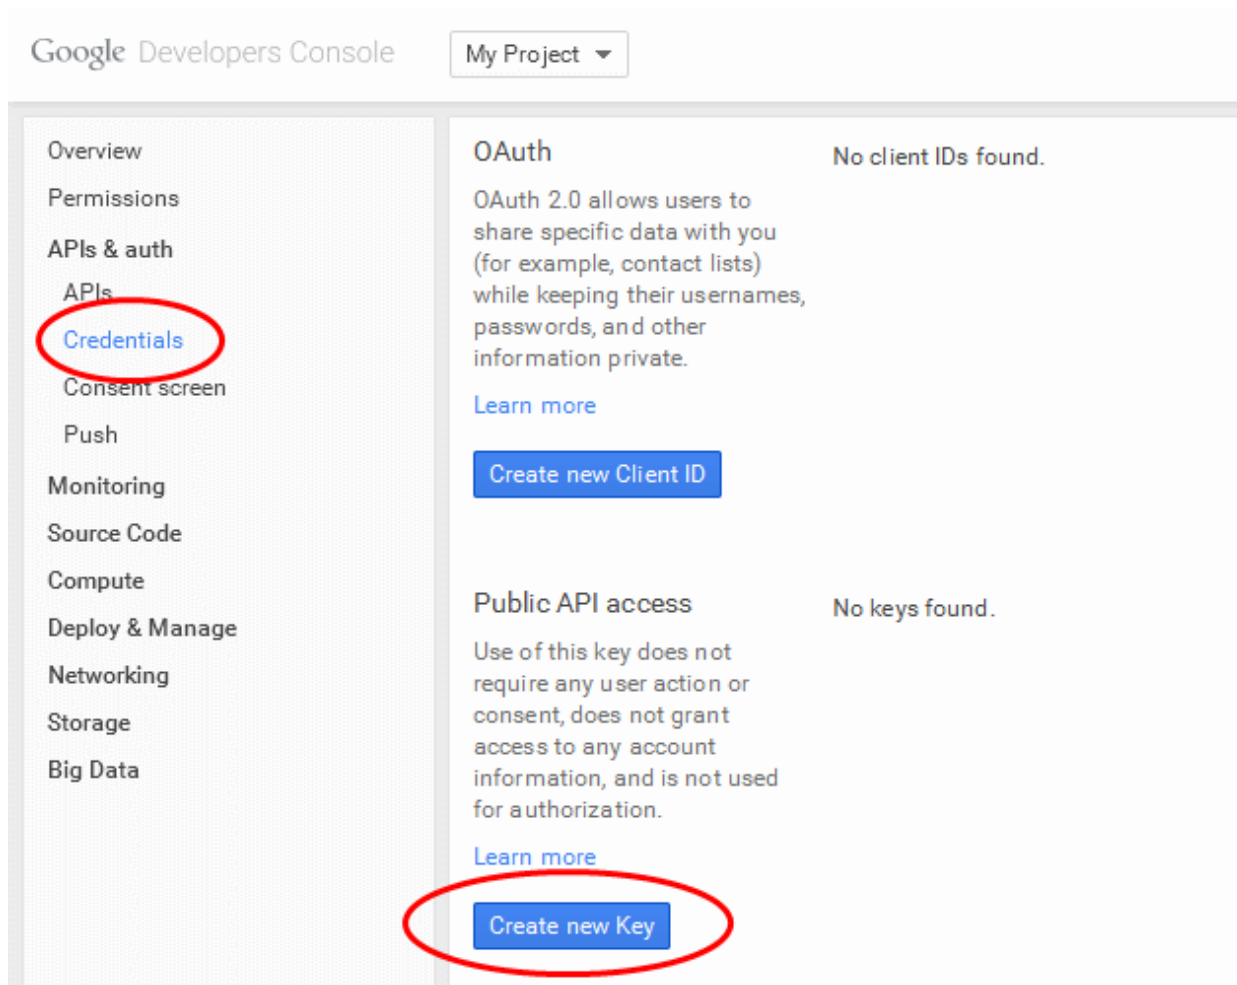 Google Developers Console
My Project
Overview
Permissions
APIs & auth
APIs
Credentials
Consent screen
Push
Monitoring
Source Code
Compute
Deploy & Manage
Networking
Storage
Big Data
OAuth
No client IDs found.
OAuth 2.0 allows users to
share specific data with you
(for example, contact lists)
while keeping their usernames,
passwords, and other
information private.
Learn more
Create new Client ID
Public API access
No keys found.
Use of this key does not
require any user action or
consent, does not grant
access to any account
information, and is not used
for authorization.
Learn more
Create new Key